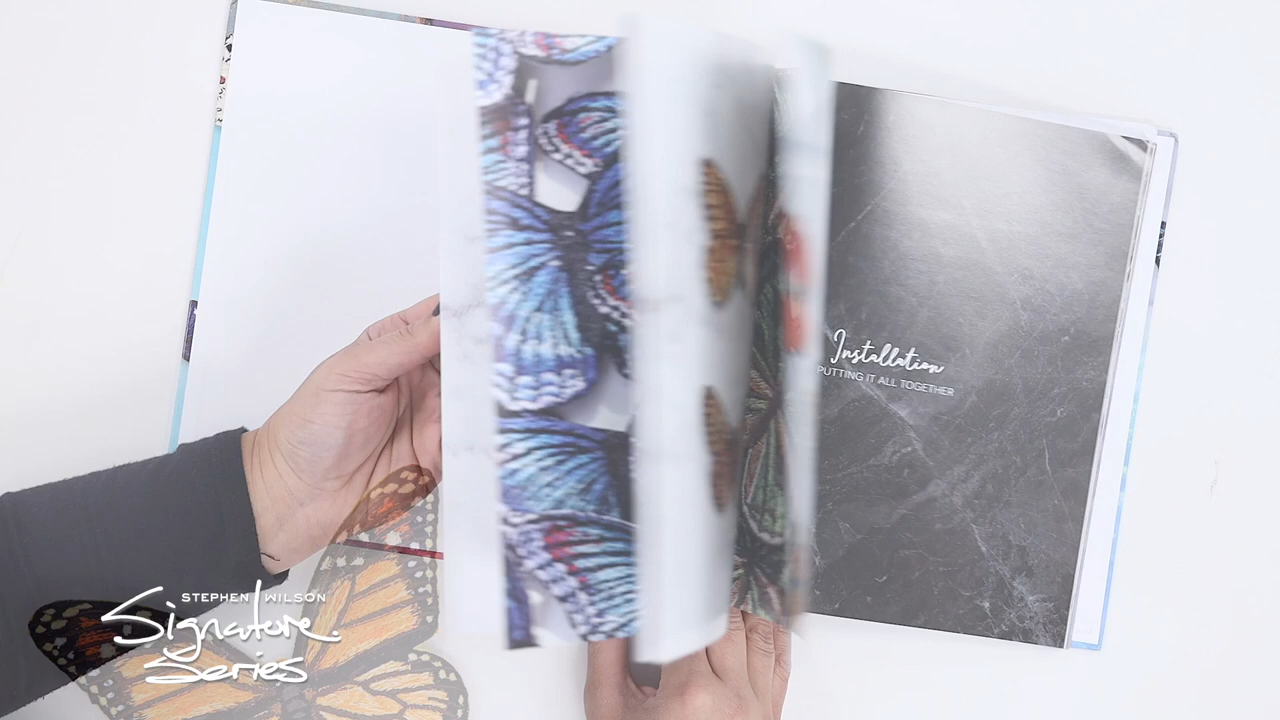 Installation
PUTTING IT ALL TOGETHER
STEPHEN WILSON
Signature
Series